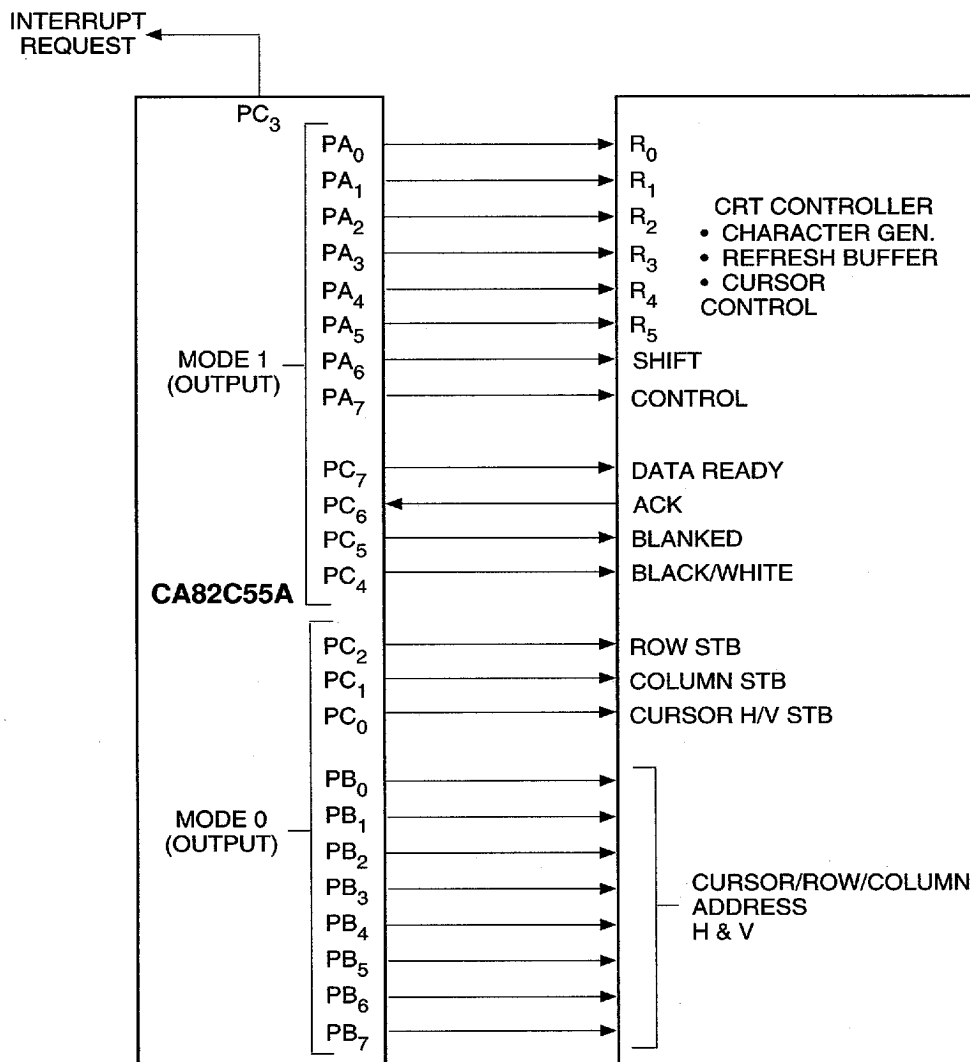 INTERRUPT
REQUEST
PC3
PA0 R0
PA1 R1
PA2 R2
PA3 R3
PA4 R4
PA5 R5
PA6 SHIFT
PA7 CONTROL
CRT CONTROLLER
• CHARACTER GEN.
• REFRESH BUFFER
• CURSOR
CONTROL
MODE 1
(OUTPUT)
PC7 DATA READY
PC6 ACK
PC5 BLANKED
PC4 BLACK/WHITE
CA82C55A
PC2 ROW STB
PC1 COLUMN STB
PC0 CURSOR H/V STB
MODE 0
(OUTPUT)
PB0
PB1
PB2
PB3
PB4
PB5
PB6
PB7
CURSOR/ROW/COLUMN
ADDRESS
H & V